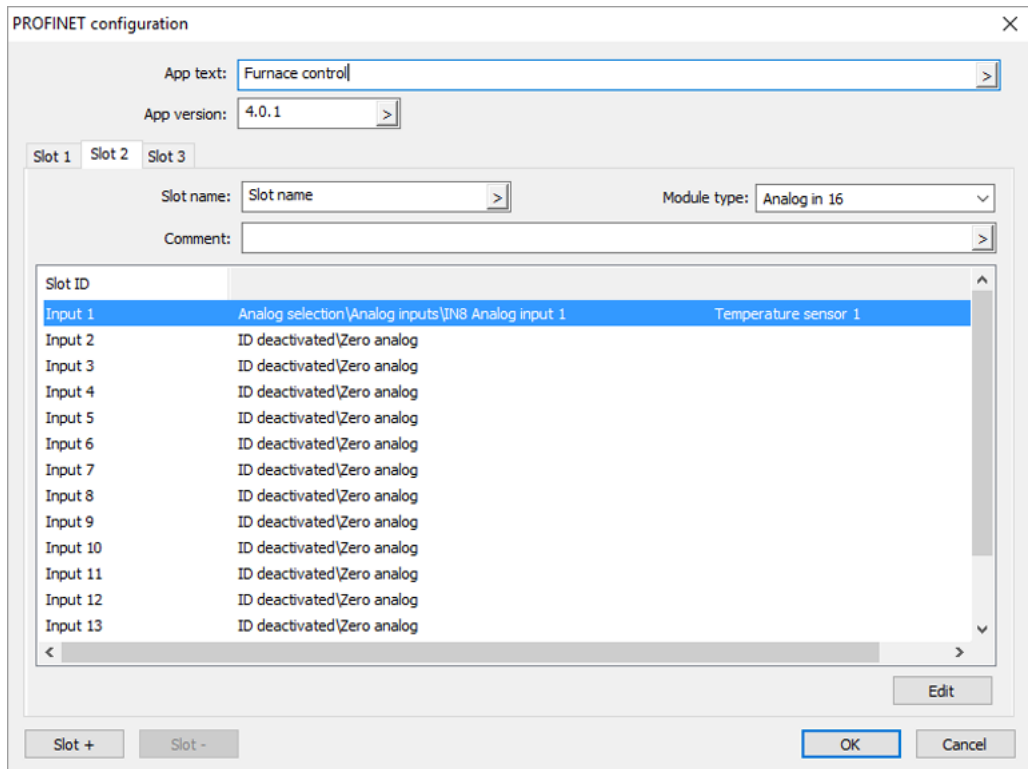 PROFINET configuration
App text: Furnace control >
App version: 4.0.1 >
Slot 1 Slot 2 Slot 3
Slot name: Slot name > Module type: Analog in 16
Comment: >
Slot ID
Input 1 Analog selection\Analog inputs\IN8 Analog input 1 Temperature sensor 1
Input 2 ID deactivated\Zero analog
Input 3 ID deactivated\Zero analog
Input 4 ID deactivated\Zero analog
Input 5 ID deactivated\Zero analog
Input 6 ID deactivated\Zero analog
Input 7 ID deactivated\Zero analog
Input 8 ID deactivated\Zero analog
Input 9 ID deactivated\Zero analog
Input 10 ID deactivated\Zero analog
Input 11 ID deactivated\Zero analog
Input 12 ID deactivated\Zero analog
Input 13 ID deactivated\Zero analog
Edit
Slot + Slot - OK Cancel